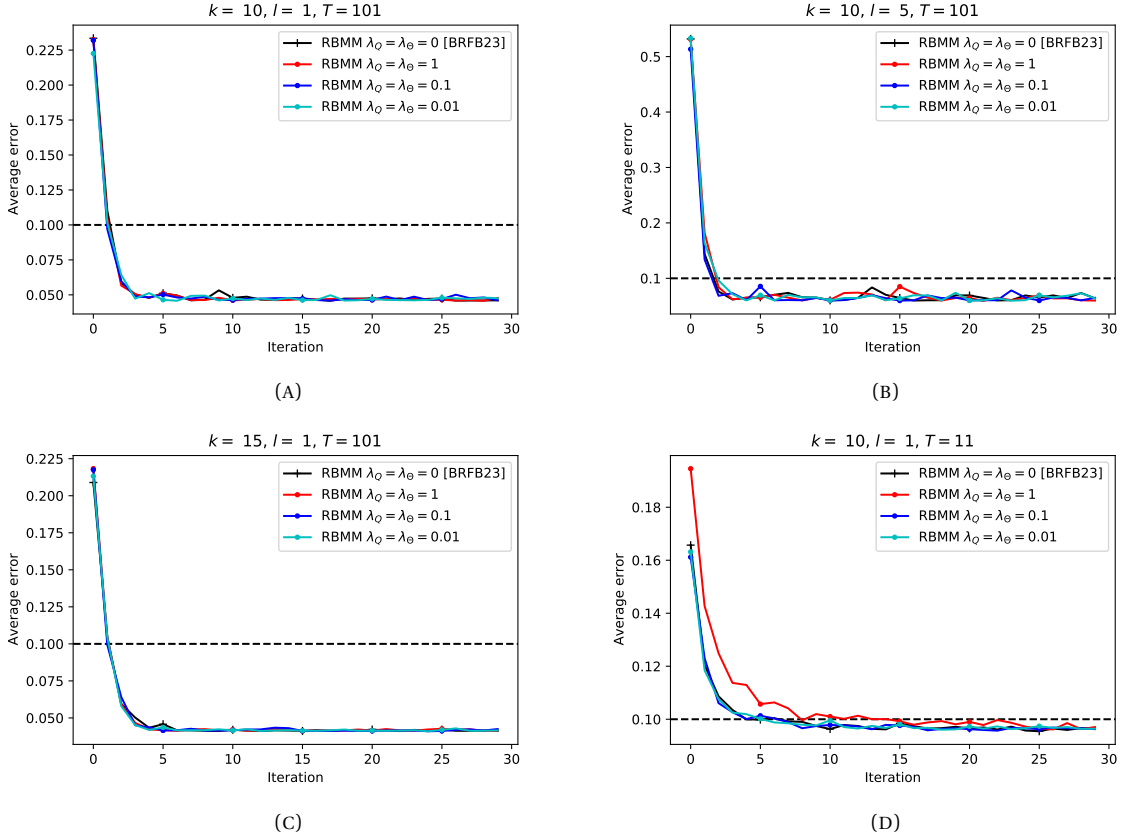 k = 10, l = 1, T = 101
Average error
0.225
0.200
0.175
0.150
0.125
0.100
0.075
0.050
RBMM λ_Q = λ_Θ = 0 [BRFB23]
RBMM λ_Q = λ_Θ = 1
RBMM λ_Q = λ_Θ = 0.1
RBMM λ_Q = λ_Θ = 0.01
0 5 10 15 20 25 30
Iteration
(A)
k = 10, l = 5, T = 101
Average error
0.5
0.4
0.3
0.2
0.1
RBMM λ_Q = λ_Θ = 0 [BRFB23]
RBMM λ_Q = λ_Θ = 1
RBMM λ_Q = λ_Θ = 0.1
RBMM λ_Q = λ_Θ = 0.01
0 5 10 15 20 25 30
Iteration
(B)
k = 15, l = 1, T = 101
Average error
0.225
0.200
0.175
0.150
0.125
0.100
0.075
0.050
RBMM λ_Q = λ_Θ = 0 [BRFB23]
RBMM λ_Q = λ_Θ = 1
RBMM λ_Q = λ_Θ = 0.1
RBMM λ_Q = λ_Θ = 0.01
0 5 10 15 20 25 30
Iteration
(C)
k = 10, l = 1, T = 11
Average error
0.18
0.16
0.14
0.12
0.10
RBMM λ_Q = λ_Θ = 0 [BRFB23]
RBMM λ_Q = λ_Θ = 1
RBMM λ_Q = λ_Θ = 0.1
RBMM λ_Q = λ_Θ = 0.01
0 5 10 15 20 25 30
Iteration
(D)